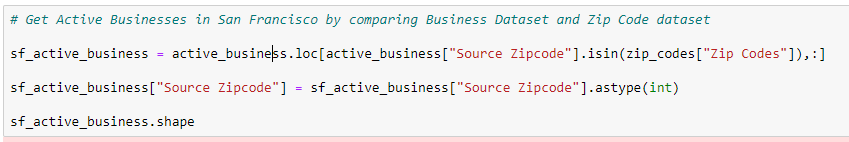 # Get Active Businesses in San Francisco by comparing Business Dataset and Zip Code dataset
sf_active_business = active_business.loc[active_business["Source Zipcode"].isin(zip_codes["Zip Codes"]),:]
sf_active_business["Source Zipcode"] = sf_active_business["Source Zipcode"].astype(int)
sf_active_business.shape